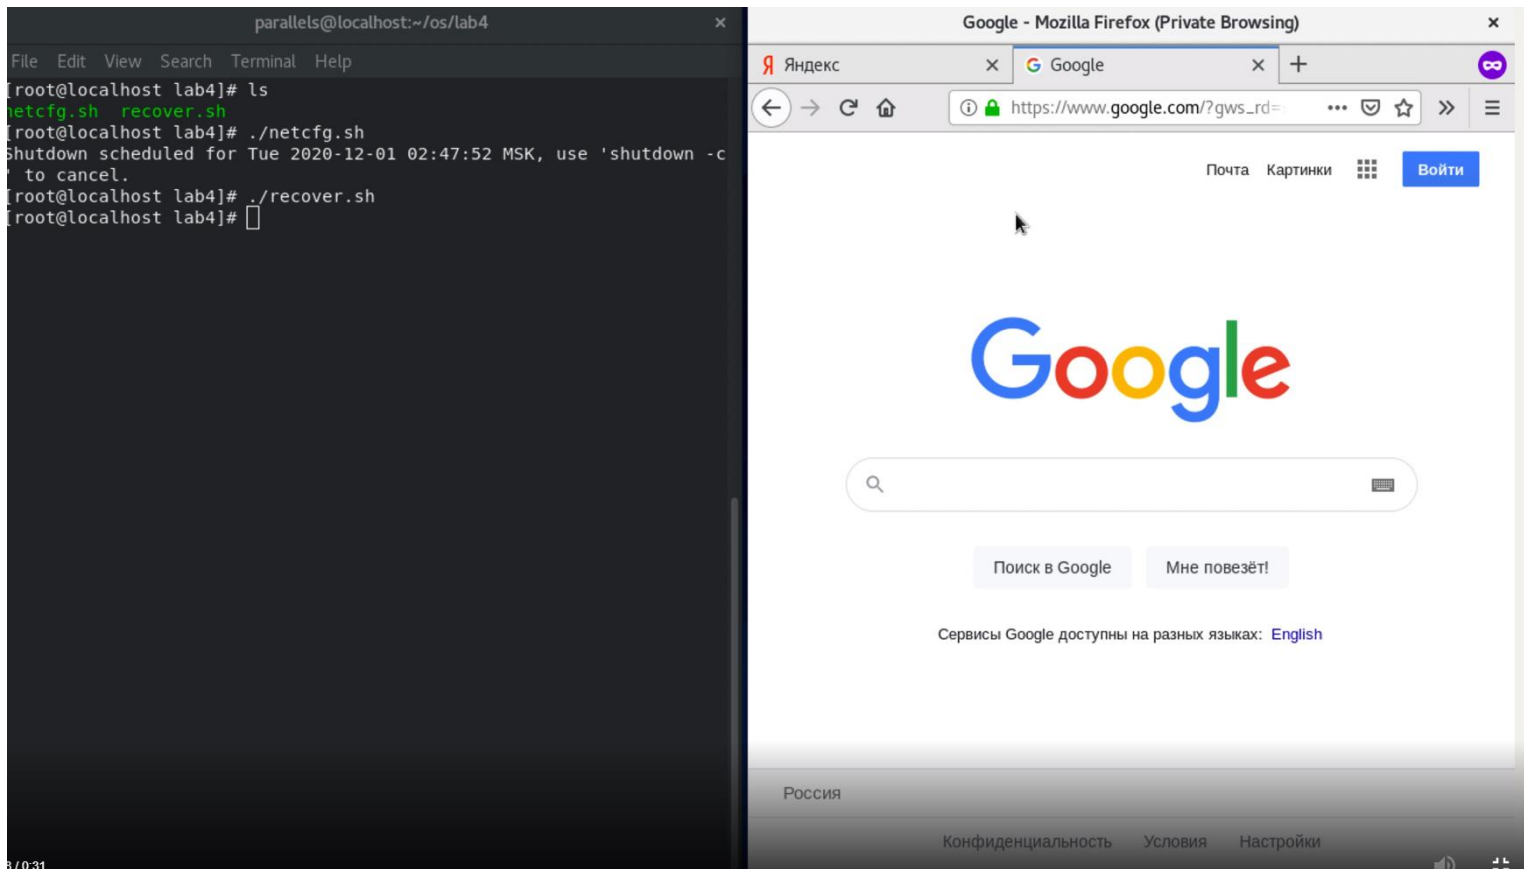 parallels@localhost:~/os/lab4
File Edit View Search Terminal Help
[root@localhost lab4]# ls
netcfg.sh recover.sh
[root@localhost lab4]# ./netcfg.sh
Shutdown scheduled for Tue 2020-12-01 02:47:52 MSK, use 'shutdown -c
' to cancel.
[root@localhost lab4]# ./recover.sh
[root@localhost lab4]#
Google - Mozilla Firefox (Private Browsing)
Я Яндекс
G Google
https://www.google.com/?gws_rd=
Почта Картинки
Войти
Google
Поиск в Google
Мне повезёт!
Сервисы Google доступны на разных языках: English
Россия
Конфиденциальность Условия Настройки
/ 0:31